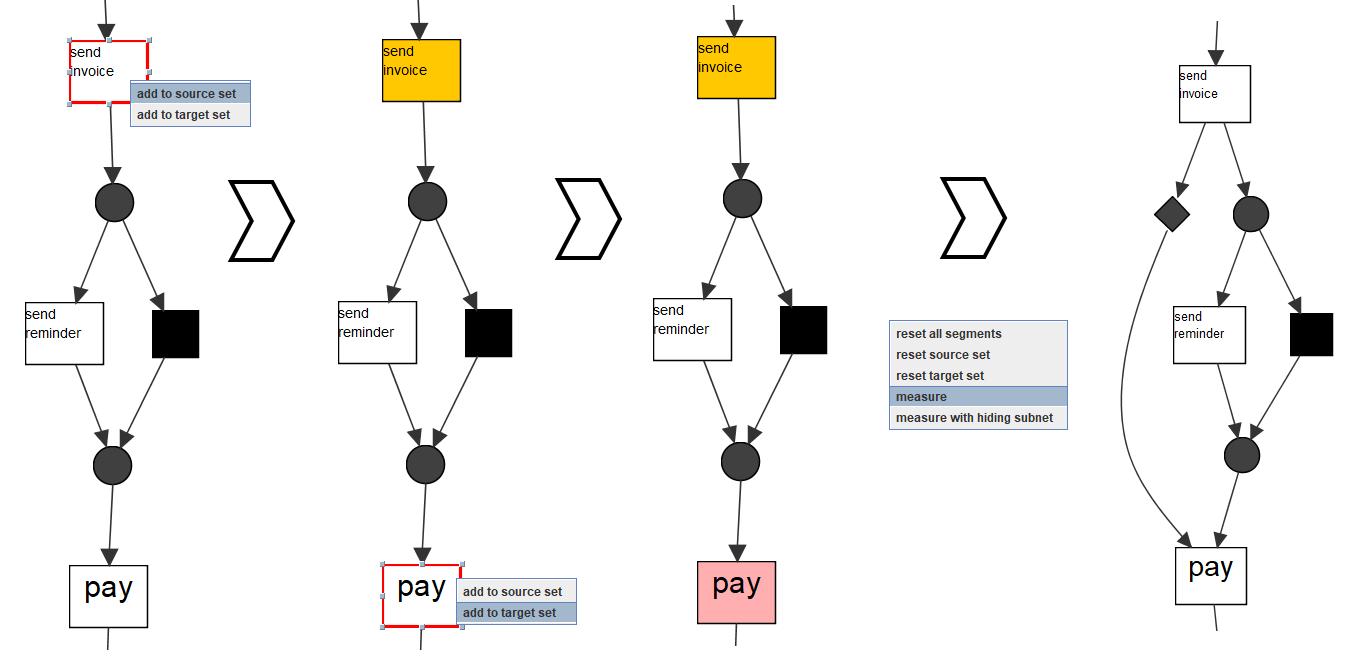 send
invoice
add to source set
add to target set
send
reminder
pay
send
invoice
send
reminder
pay
add to source set
add to target set
send
invoice
send
reminder
pay
reset all segments
reset source set
reset target set
measure
measure with hiding subnet
send
invoice
send
reminder
pay